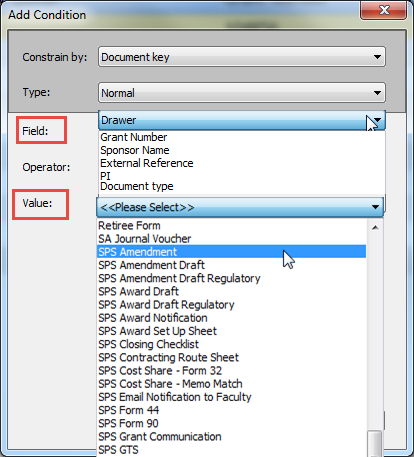 Add Condition
Constrain by: Document key
Type: Normal
Field: Drawer
Grant Number
Sponsor Name
External Reference
PI
Document type
Operator:
Value: <<Please Select>>
Retiree Form
SA Journal Voucher
SPS Amendment
SPS Amendment Draft
SPS Amendment Draft Regulatory
SPS Award Draft
SPS Award Draft Regulatory
SPS Award Notification
SPS Award Set Up Sheet
SPS Closing Checklist
SPS Contracting Route Sheet
SPS Cost Share - Form 32
SPS Cost Share - Memo Match
SPS Email Notification to Faculty
SPS Form 44
SPS Form 90
SPS Grant Communication
SPS GTS